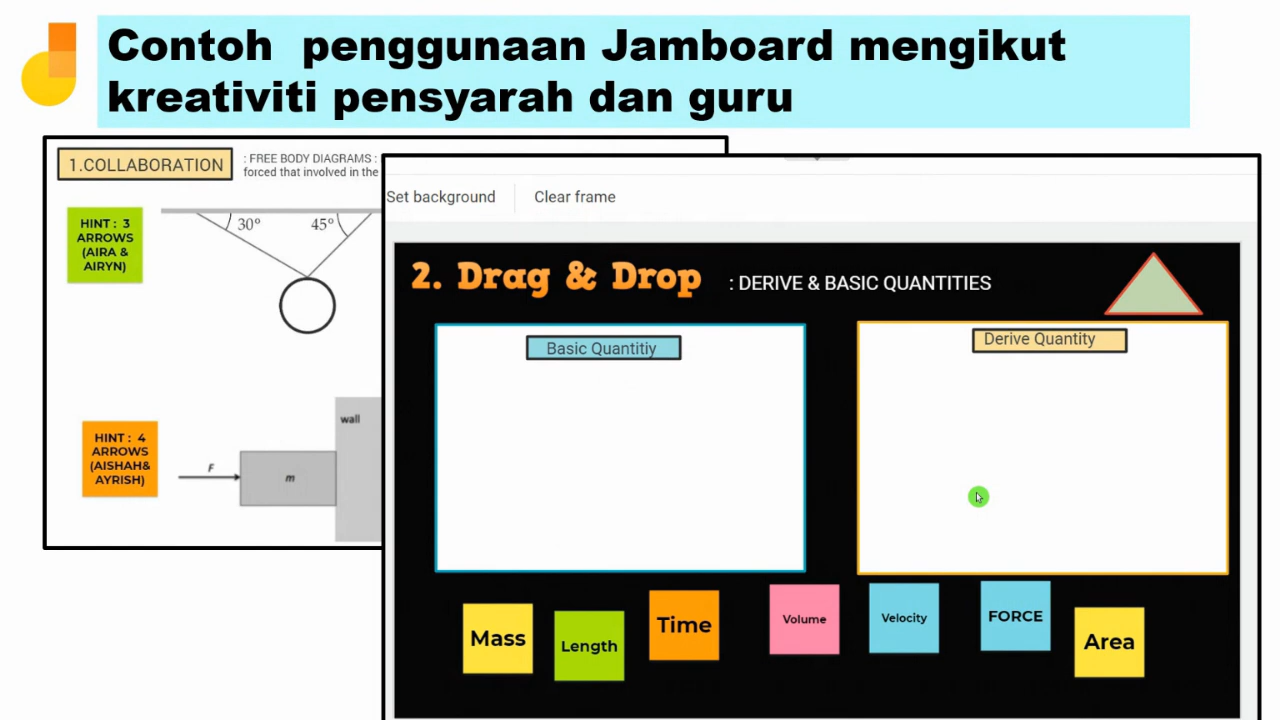 Contoh penggunaan Jamboard mengikut
kreativiti pensyarah dan guru
1.COLLABORATION
: FREE BODY DIAGRAMS :
forced that involved in the
HINT : 3
ARROWS
(AIRA &
AIRYN)
30°
45°
HINT : 4
ARROWS
(AISHAH&
AYRISH)
F
m
wall
Set background
Clear frame
2. Drag & Drop
: DERIVE & BASIC QUANTITIES
Basic Quantitiy
Derive Quantity
Mass
Length
Time
Volume
Velocity
FORCE
Area